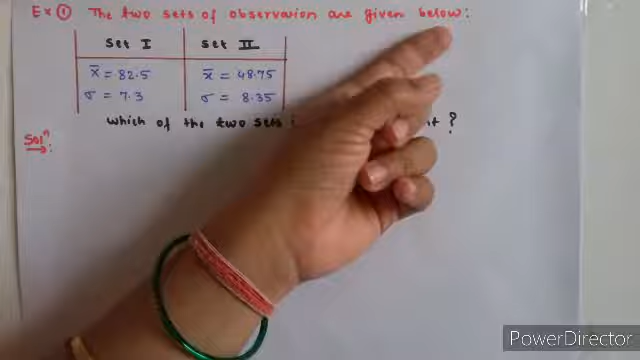 Ex ① The two sets of observaion are given below:
Set I Set II
x̄ = 82.5 x̄ = 48.75
σ = 7.3 σ = 8.35
which of the two sets ?
Solⁿ:
PowerDirector